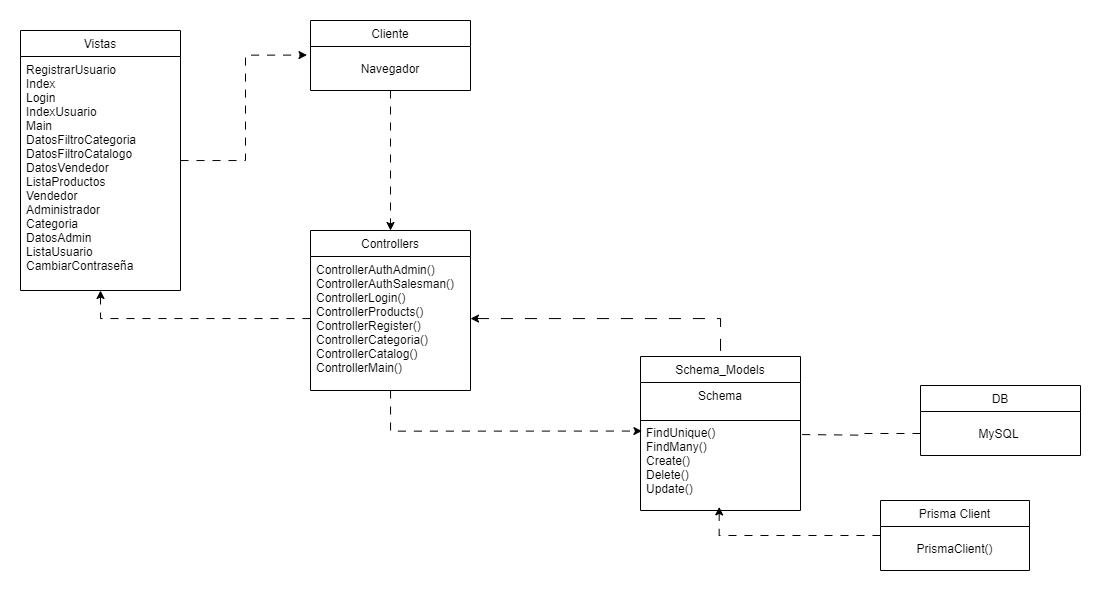 Vistas
RegistrarUsuario
Index
Login
IndexUsuario
Main
DatosFiltroCategoria
DatosFiltroCatalogo
DatosVendedor
ListaProductos
Vendedor
Administrador
Categoria
DatosAdmin
ListaUsuario
CambiarContraseña
Cliente
Navegador
Controllers
ControllerAuthAdmin()
ControllerAuthSalesman()
ControllerLogin()
ControllerProducts()
ControllerRegister()
ControllerCategoria()
ControllerCatalog()
ControllerMain()
Schema_Models
Schema
FindUnique()
FindMany()
Create()
Delete()
Update()
DB
MySQL
Prisma Client
PrismaClient()